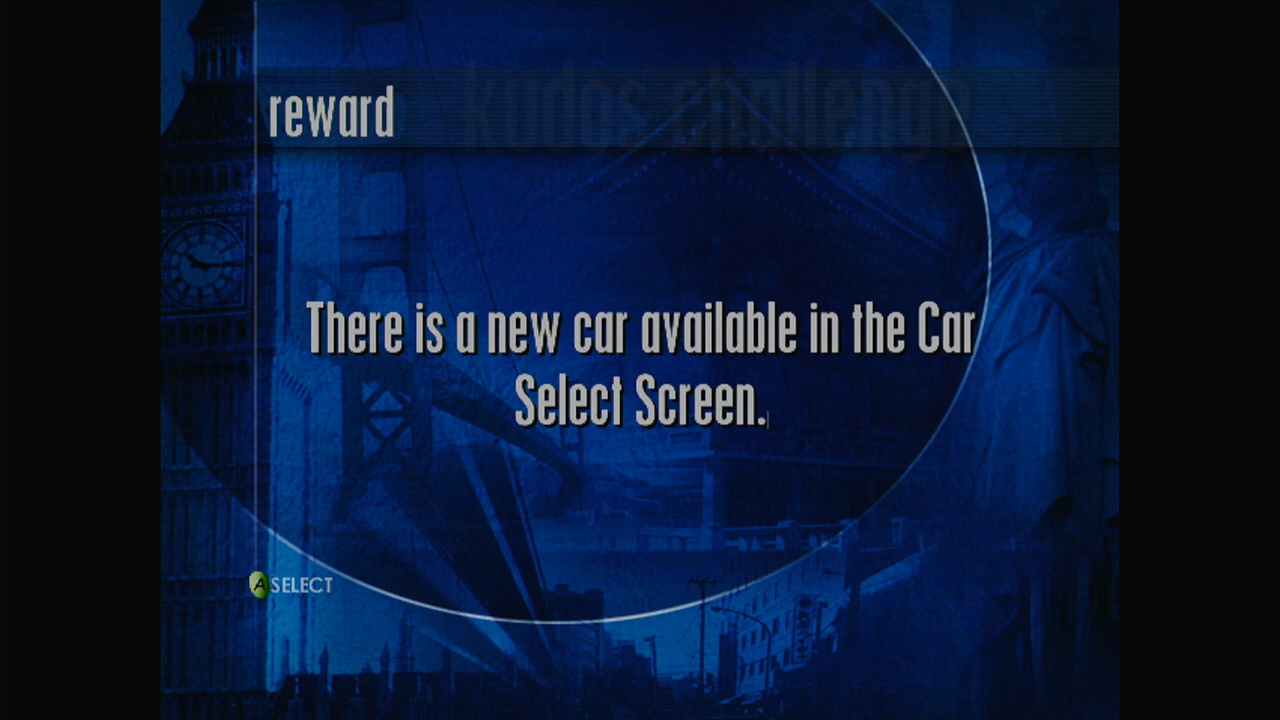 reward
kudos challenge
There is a new car available in the Car
Select Screen.
A SELECT